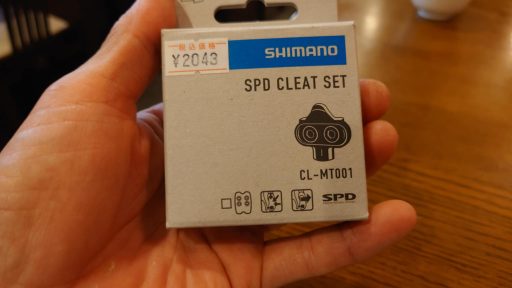 税込価格
¥2043
SHIMANO
SPD CLEAT SET
CL-MT001
SPD